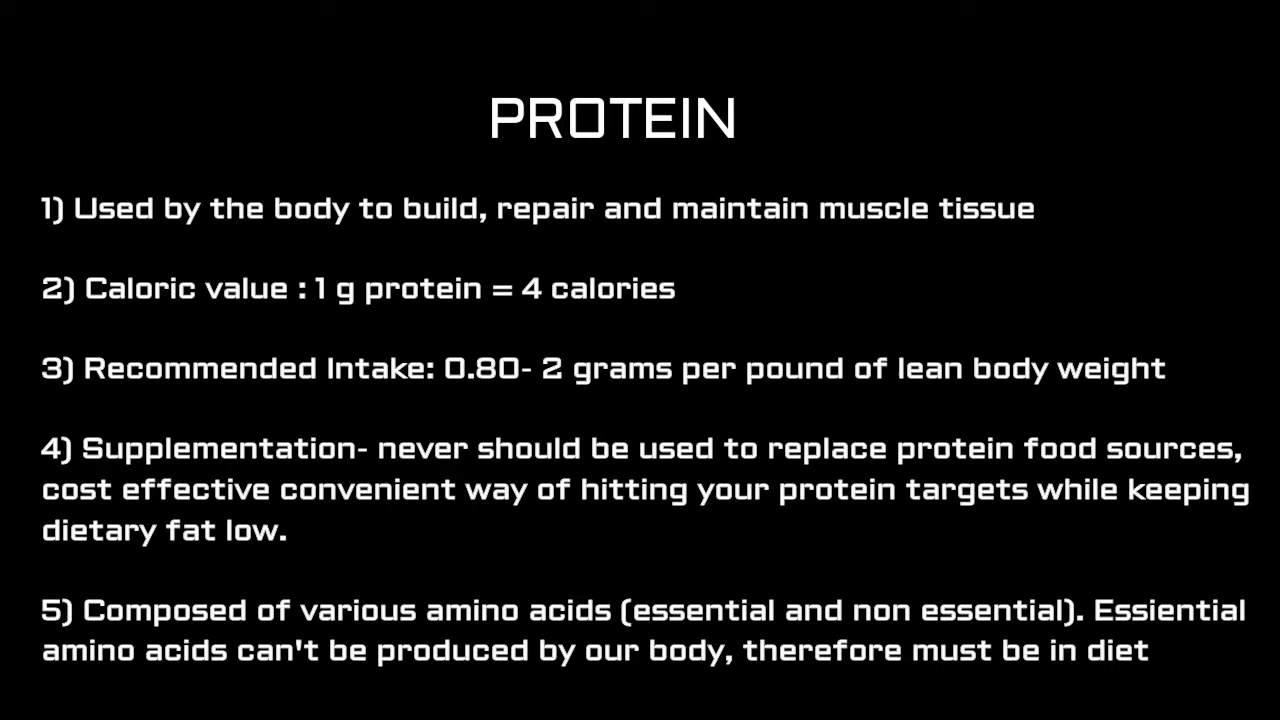 PROTEIN
1) Used by the body to build, repair and maintain muscle tissue
2) Caloric value : 1 g protein = 4 calories
3) Recommended Intake: 0.80- 2 grams per pound of lean body weight
4) Supplementation- never should be used to replace protein food sources,
cost effective convenient way of hitting your protein targets while keeping
dietary fat low.
5) Composed of various amino acids (essential and non essential). Essiential
amino acids can't be produced by our body, therefore must be in diet